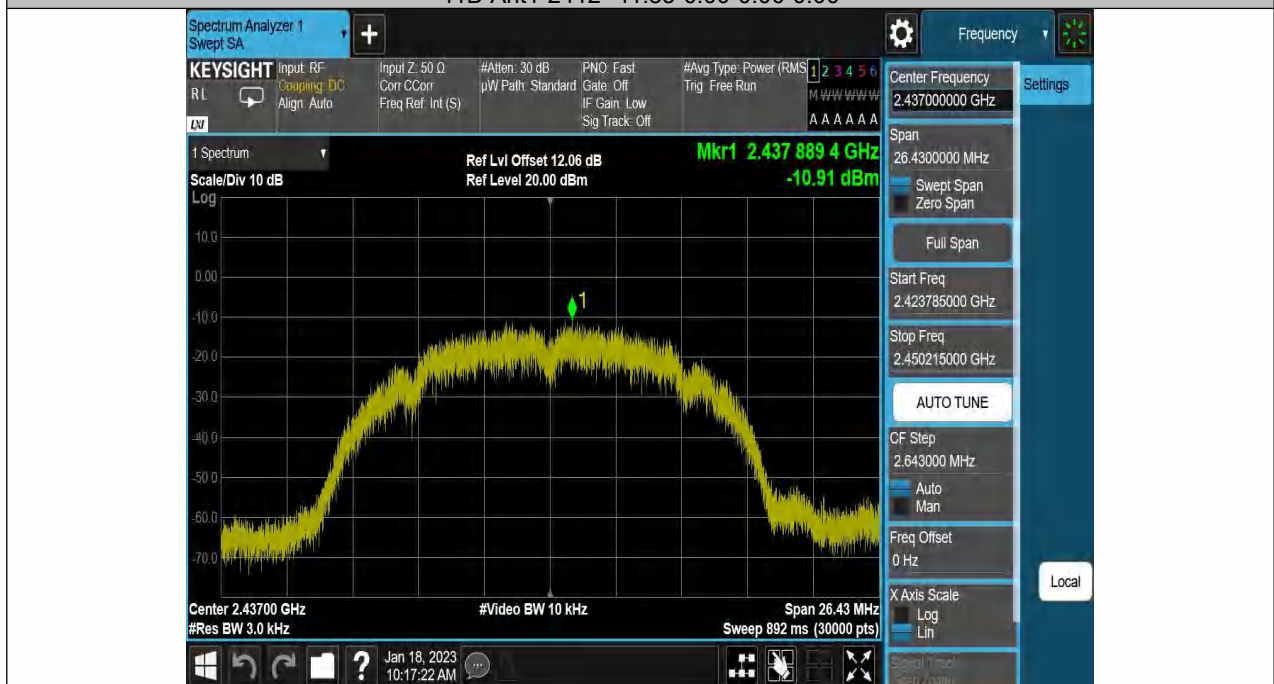 Spectrum Analyzer 1
Swept SA
+
Frequency
KEYSIGHT
RL
LXI
Input: RF
Coupling: DC
Align: Auto
Input Z: 50 Ω
Corr CCorr
Freq Ref: Int (S)
#Atten: 30 dB
µW Path: Standard
PNO: Fast
Gate: Off
IF Gain: Low
Sig Track: Off
#Avg Type: Power (RMS
Trig: Free Run
1 2 3 4 5 6
M W W W W W
A A A A A A
Center Frequency
2.437000000 GHz
Settings
Span
26.4300000 MHz
Swept Span
Zero Span
Full Span
Start Freq
2.423785000 GHz
Stop Freq
2.450215000 GHz
AUTO TUNE
CF Step
2.643000 MHz
Auto
Man
Freq Offset
0 Hz
X Axis Scale
Log
Lin
Local
1 Spectrum
Scale/Div 10 dB
Log
Ref Lvl Offset 12.06 dB
Ref Level 20.00 dBm
Mkr1 2.437 889 4 GHz
-10.91 dBm
1
10.0
0.00
-10.0
-20.0
-30.0
-40.0
-50.0
-60.0
-70.0
Center 2.43700 GHz
#Res BW 3.0 kHz
#Video BW 10 kHz
Span 26.43 MHz
Sweep 892 ms (30000 pts)
?
Jan 18, 2023
10:17:22 AM